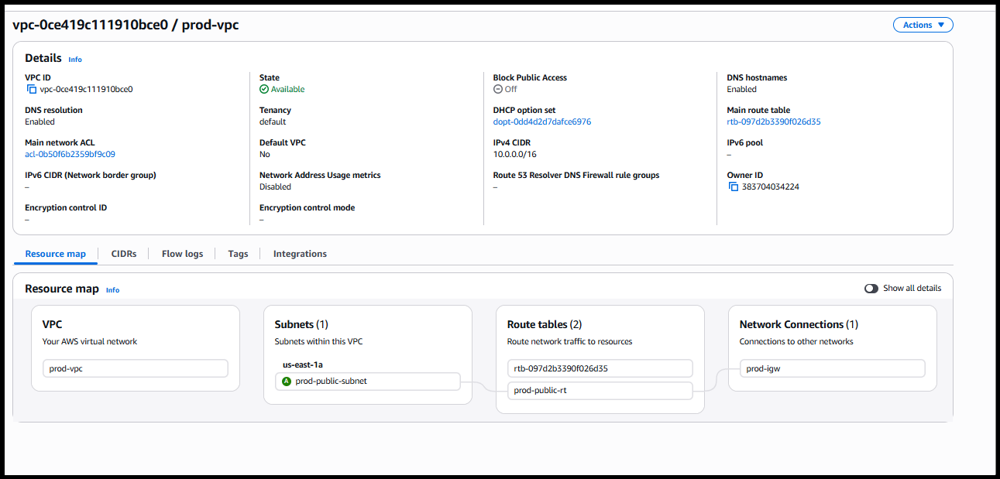 vpc-0ce419c111910bce0 / prod-vpc
Actions
Details Info
VPC ID
vpc-0ce419c111910bce0
State
Available
Block Public Access
Off
DNS hostnames
Enabled
DNS resolution
Enabled
Tenancy
default
DHCP option set
dopt-0dd4d2d7dafce6976
Main route table
rtb-097d2b3390f026d35
Main network ACL
acl-0b50f6b2359bf9c09
Default VPC
No
IPv4 CIDR
10.0.0.0/16
IPv6 pool
–
IPv6 CIDR (Network border group)
–
Network Address Usage metrics
Disabled
Route 53 Resolver DNS Firewall rule groups
–
Owner ID
383704034224
Encryption control ID
–
Encryption control mode
–
Resource map
CIDRs
Flow logs
Tags
Integrations
Resource map Info
Show all details
VPC
Your AWS virtual network
prod-vpc
Subnets (1)
Subnets within this VPC
us-east-1a
A prod-public-subnet
Route tables (2)
Route network traffic to resources
rtb-097d2b3390f026d35
prod-public-rt
Network Connections (1)
Connections to other networks
prod-igw